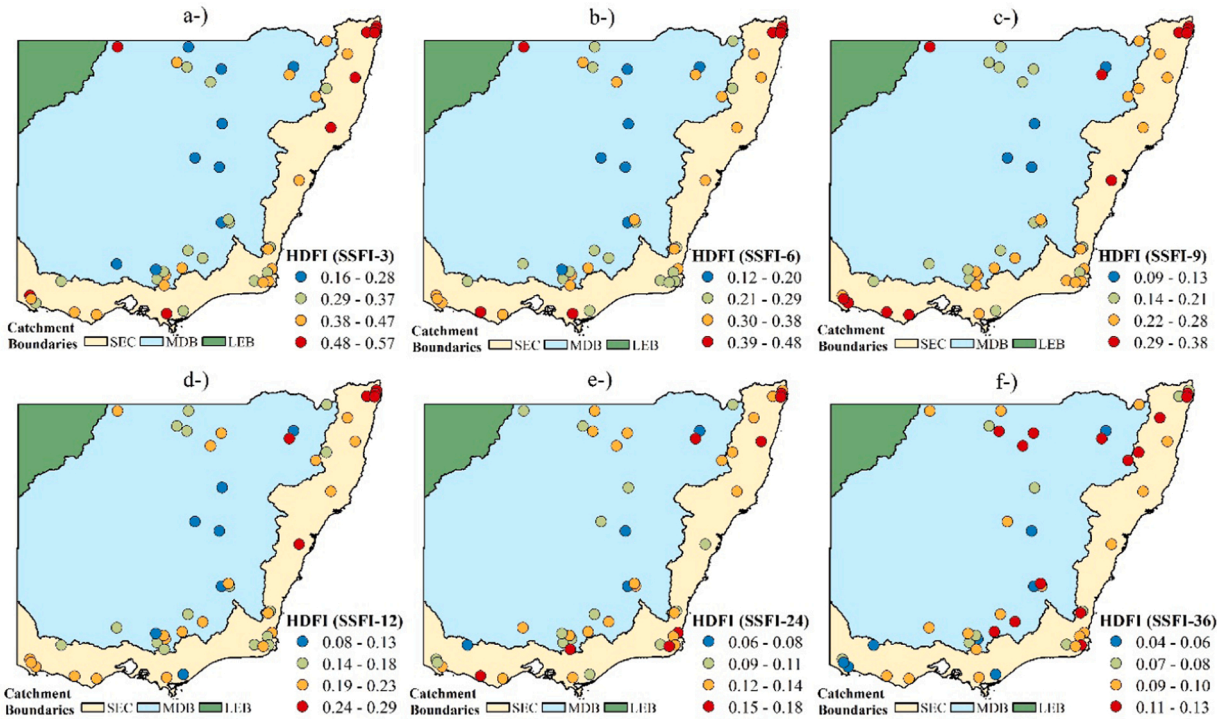 a-)
b-)
c-)
HDFI (SSFI-3)
0.16 - 0.28
0.29 - 0.37
0.38 - 0.47
0.48 - 0.57
Catchment
Boundaries SEC MDB LEB
HDFI (SSFI-6)
0.12 - 0.20
0.21 - 0.29
0.30 - 0.38
0.39 - 0.48
Catchment
Boundaries SEC MDB LEB
HDFI (SSFI-9)
0.09 - 0.13
0.14 - 0.21
0.22 - 0.28
0.29 - 0.38
Catchment
Boundaries SEC MDB LEB
d-)
e-)
f-)
HDFI (SSFI-12)
0.08 - 0.13
0.14 - 0.18
0.19 - 0.23
0.24 - 0.29
Catchment
Boundaries SEC MDB LEB
HDFI (SSFI-24)
0.06 - 0.08
0.09 - 0.11
0.12 - 0.14
0.15 - 0.18
Catchment
Boundaries SEC MDB LEB
HDFI (SSFI-36)
0.04 - 0.06
0.07 - 0.08
0.09 - 0.10
0.11 - 0.13
Catchment
Boundaries SEC MDB LEB